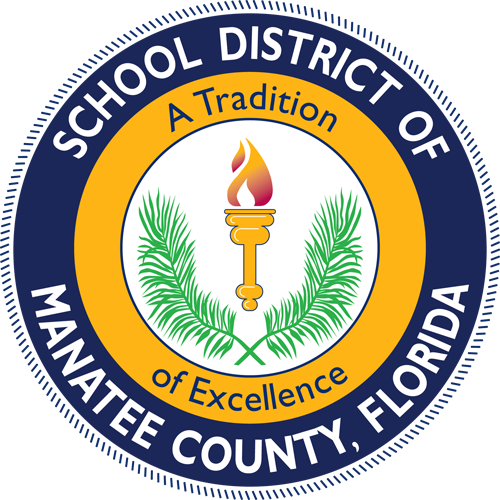 SCHOOL DISTRICT OF
MANATEE COUNTY, FLORIDA
A Tradition
of Excellence